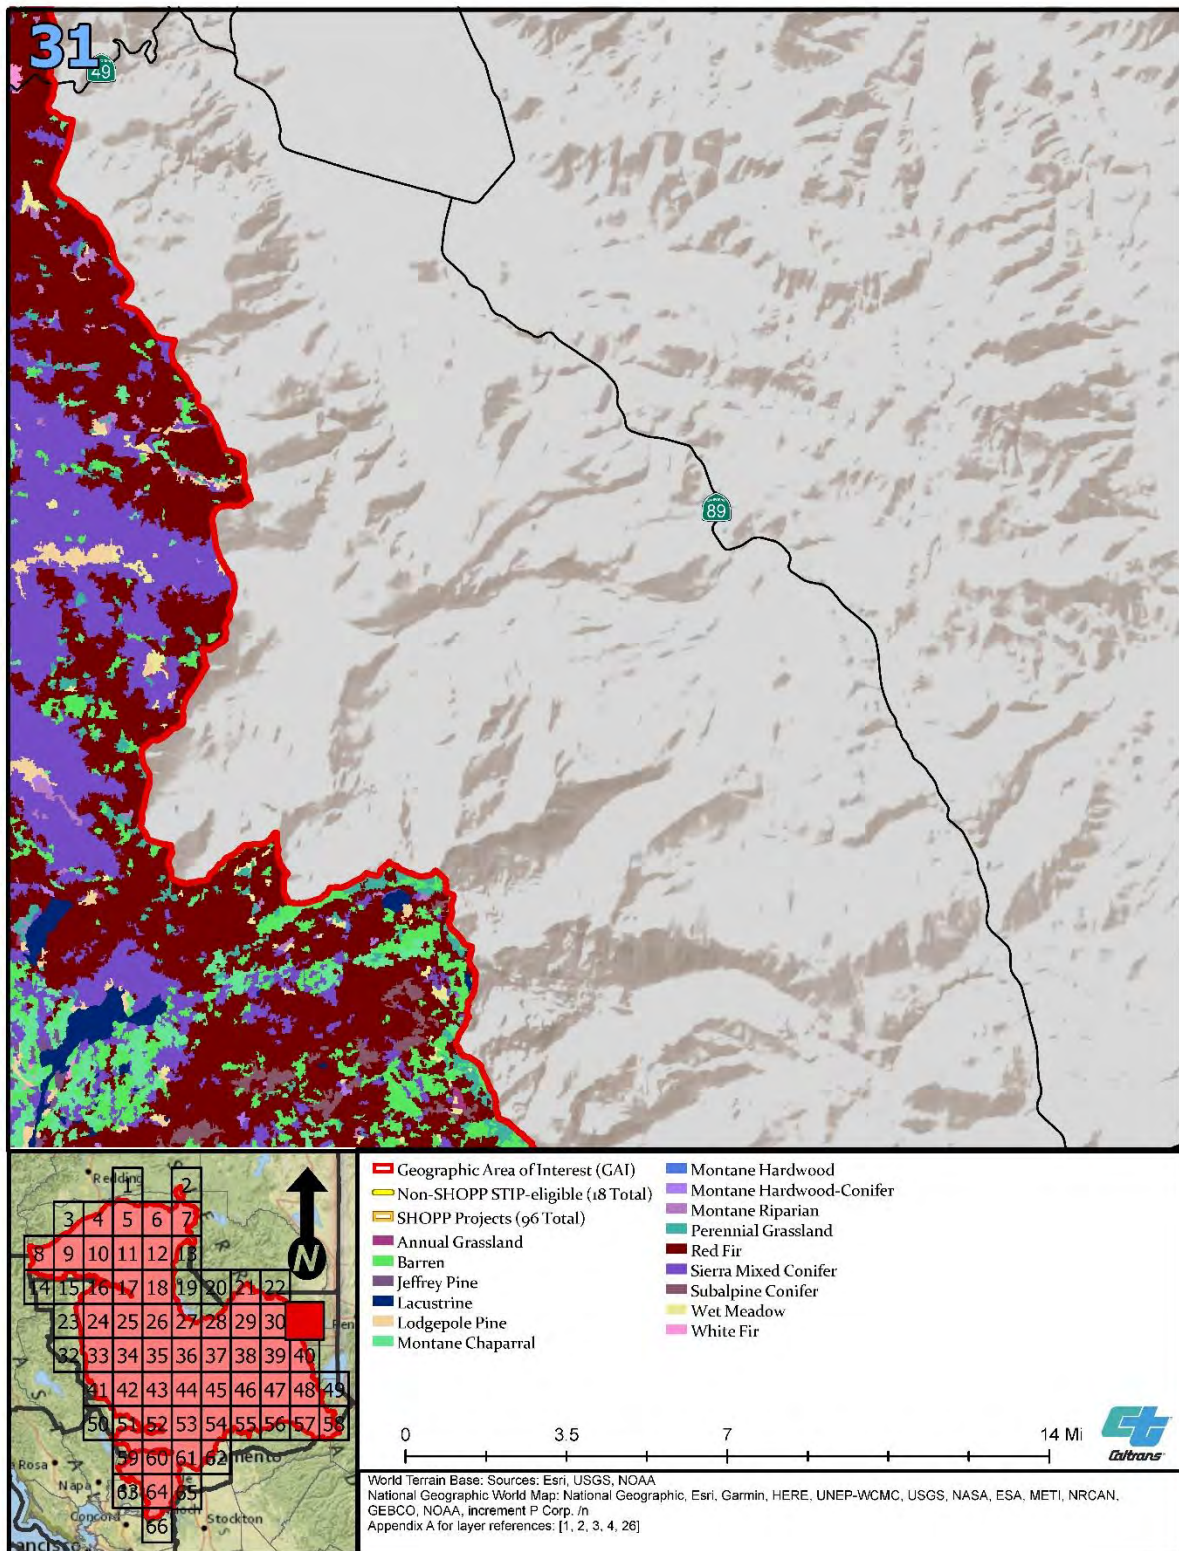 31
49
89
Redding
1 2
3 4 5 6 7
8 9 10 11 12 13
14 15 16 17 18 19 20 21 22
23 24 25 26 27 28 29 30
32 33 34 35 36 37 38 39 40
41 42 43 44 45 46 47 48 49
50 51 52 53 54 55 56 57 58
59 60 61 62 amento
63 64 65
66
Rosa
Napa
Concord
Stockton
ancisco
N
Geographic Area of Interest (GAI)
Non-SHOPP STIP-eligible (18 Total)
SHOPP Projects (96 Total)
Annual Grassland
Barren
Jeffrey Pine
Lacustrine
Lodgepole Pine
Montane Chaparral
Montane Hardwood
Montane Hardwood-Conifer
Montane Riparian
Perennial Grassland
Red Fir
Sierra Mixed Conifer
Subalpine Conifer
Wet Meadow
White Fir
0 3.5 7 14 Mi
Caltrans
World Terrain Base: Sources: Esri, USGS, NOAA
National Geographic World Map: National Geographic, Esri, Garmin, HERE, UNEP-WCMC, USGS, NASA, ESA, METI, NRCAN,
GEBCO, NOAA, increment P Corp. /n
Appendix A for layer references: [1, 2, 3, 4, 26]